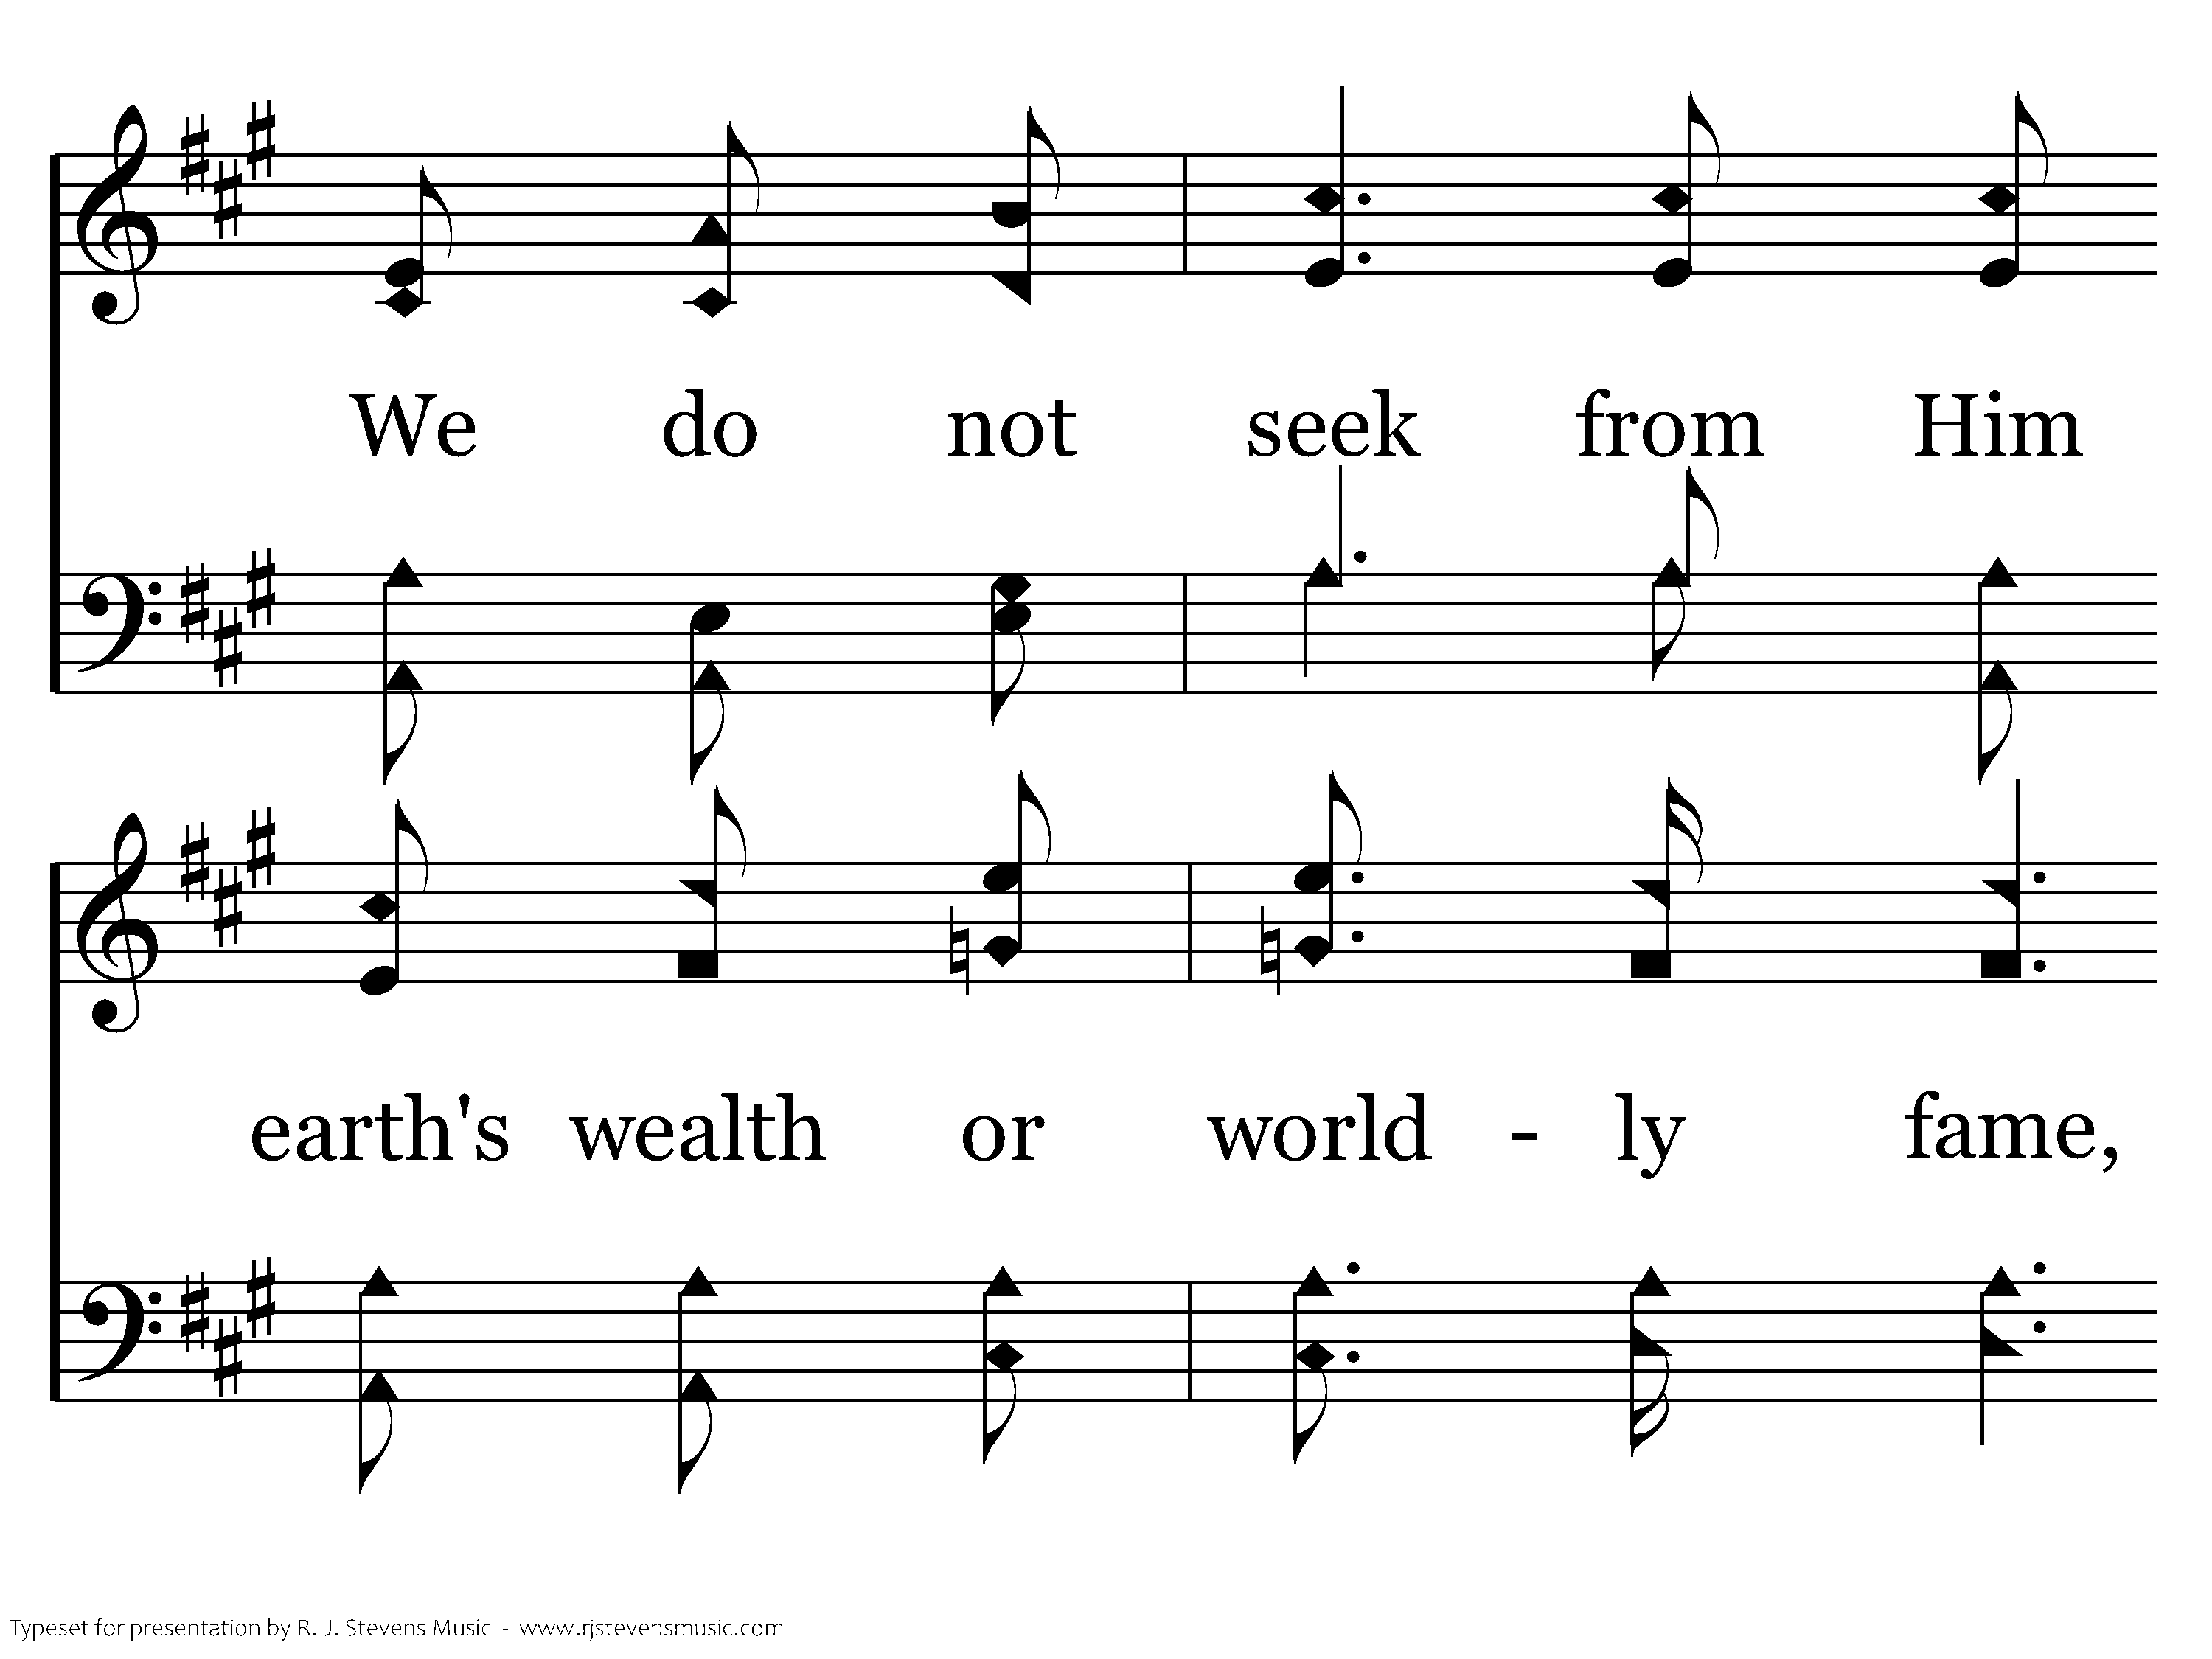 We do not seek from Him
earth's wealth or world - ly fame,
Typeset for presentation by R. J. Stevens Music - www.rjstevensmusic.com